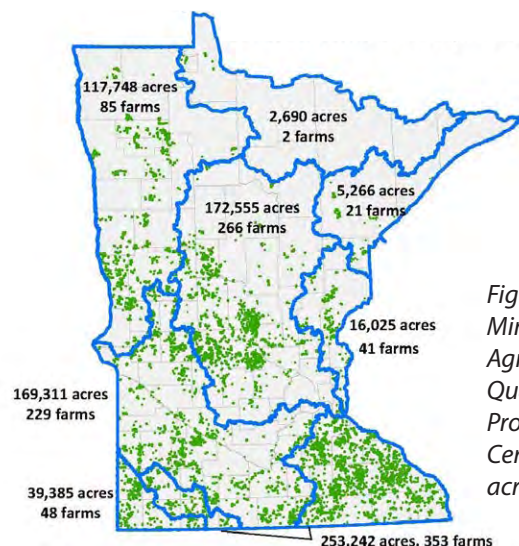 117,748 acres
85 farms
2,690 acres
2 farms
5,266 acres
21 farms
172,555 acres
266 farms
16,025 acres
41 farms
169,311 acres
229 farms
39,385 acres
48 farms
253,242 acres, 353 farms
Fig
Min
Agr
Qu
Pro
Cer
acr